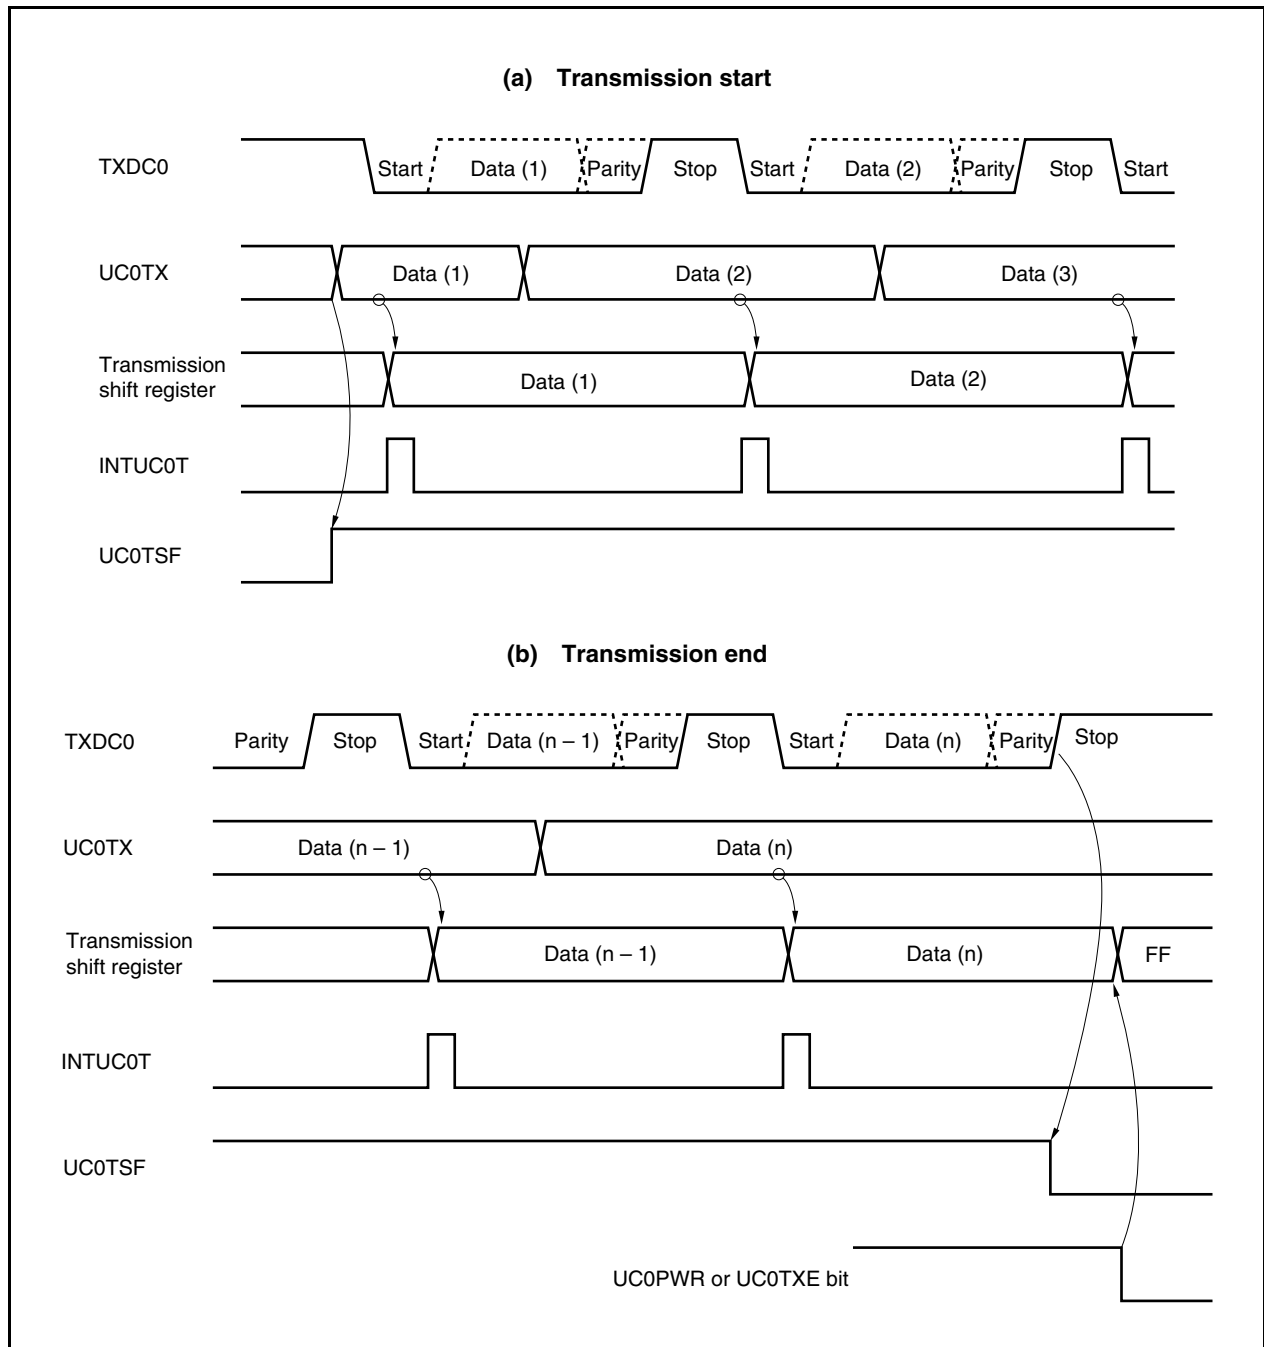 (a) Transmission start
TXDC0
Start Data (1) Parity Stop Start Data (2) Parity Stop Start
UC0TX
Data (1) Data (2) Data (3)
Transmission
shift register
Data (1) Data (2)
INTUC0T
UC0TSF
(b) Transmission end
TXDC0
Parity Stop Start Data (n – 1) Parity Stop Start Data (n) Parity Stop
UC0TX
Data (n – 1) Data (n)
Transmission
shift register
Data (n – 1) Data (n) FF
INTUC0T
UC0TSF
UC0PWR or UC0TXE bit